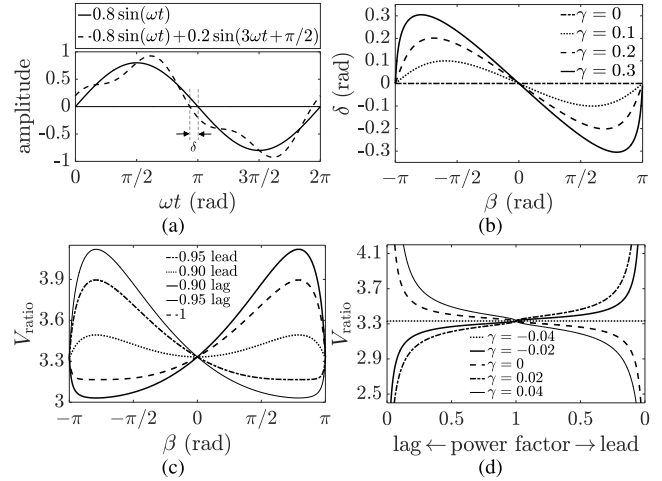 0.8 sin(ωt)
0.8 sin(ωt)+0.2 sin(3ωt+π/2)
amplitude
1
0.5
0
-0.5
-1
δ
0 π/2 π 3π/2 2π
ωt (rad)
(a)
δ (rad)
0.3
0.2
0.1
0
-0.1
-0.2
-0.3
γ = 0
γ = 0.1
γ = 0.2
γ = 0.3
-π -π/2 0 π/2 π
β (rad)
(b)
V_ratio
3.9
3.6
3.3
3
0.95 lead
0.90 lead
0.90 lag
0.95 lag
1
-π -π/2 0 π/2 π
β (rad)
(c)
V_ratio
4.2
3.8
3.3
2.9
2.4
γ = −0.04
γ = −0.02
γ = 0
γ = 0.02
γ = 0.04
0 0.5 1 0.5 0
lag ← power factor → lead
(d)